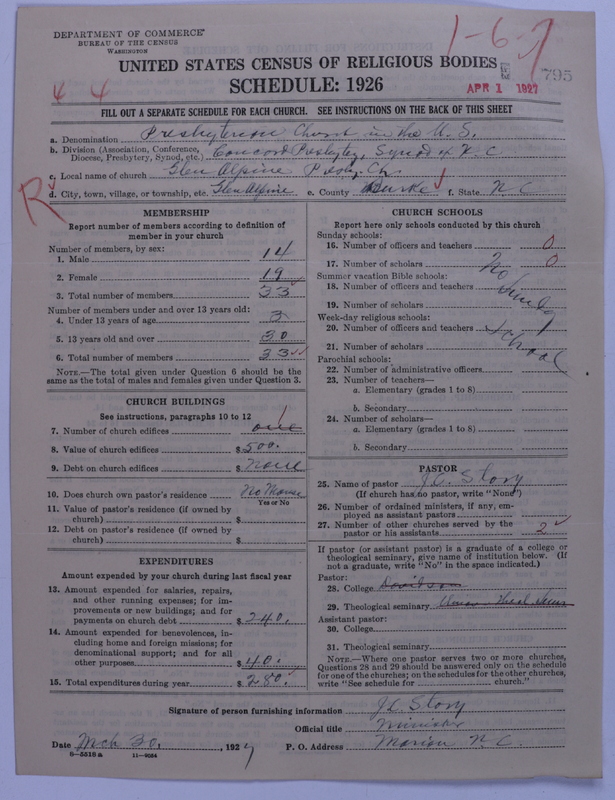 DEPARTMENT OF COMMERCE
BUREAU OF THE CENSUS
WASHINGTON
1-6-7
UNITED STATES CENSUS OF RELIGIOUS BODIES
SCHEDULE: 1926
795
APR 1 1927
4 4
FILL OUT A SEPARATE SCHEDULE FOR EACH CHURCH. SEE INSTRUCTIONS ON THE BACK OF THIS SHEET
a. Denomination Presbyterian Church in the U.S.
b. Division (Association, Conference, Diocese, Presbytery, Synod, etc.) Concord Presbytery, Synod of N C
c. Local name of church Glen Alpine Presby. Ch.
R
d. City, town, village, or township, etc. Glen Alpine e. County Burke f. State N C
MEMBERSHIP
Report number of members according to definition of
member in your church
Number of members, by sex:
1. Male 14
2. Female 19
3. Total number of members 33
Number of members under and over 13 years old:
4. Under 13 years of age 3
5. 13 years old and over 30
6. Total number of members 33
NOTE.—The total given under Question 6 should be
same as the total of males and females given under Question 3.
CHURCH BUILDINGS
See instructions, paragraphs 10 to 12
7. Number of church edifices one 1
8. Value of church edifices $ 500.
9. Debt on church edifices $ None
10. Does church own pastor's residence No Manse
Yes or No
11. Value of pastor's residence (if owned by
church) $
12. Debt on pastor's residence (if owned by
church) $
EXPENDITURES
Amount expended by your church during last fiscal year
13. Amount expended for salaries, repairs,
and other running expenses; for im-
provements or new buildings; and for
payments on church debt $ 240.
14. Amount expended for benevolences, in-
cluding home and foreign missions; for
denominational support; and for all
other purposes $ 40.
15. Total expenditures during year $ 280.
CHURCH SCHOOLS
Report here only schools conducted by this church
Sunday schools:
16. Number of officers and teachers 0
17. Number of scholars 0
No Sunday School
Summer vacation Bible schools:
18. Number of officers and teachers
19. Number of scholars
Week-day religious schools:
20. Number of officers and teachers
21. Number of scholars
Parochial schools:
22. Number of administrative officers
23. Number of teachers—
a. Elementary (grades 1 to 8)
b. Secondary
24. Number of scholars—
a. Elementary (grades 1 to 8)
b. Secondary
PASTOR
25. Name of pastor J.C. Story
(If church has no pastor, write "None")
26. Number of ordained ministers, if any, em-
ployed as assistant pastors
27. Number of other churches served by the
pastor or his assistants 2
If pastor (or assistant pastor) is a graduate of a college or
theological seminary, give name of institution below. (If
not a graduate, write "No" in the space indicated.)
Pastor:
28. College Davidson
29. Theological seminary Union
Assistant pastor:
30. College
31. Theological seminary
NOTE.—Where one pastor serves two or more churches,
Questions 28 and 29 should be answered only on the schedule
for one of the churches; on the schedules for the other churches,
write "See schedule for church."
Signature of person furnishing information J.C. Story
Official title Minister
Date Mch 30, 1927 P. O. Address Marion N.C.
8—5518 a 11—9084